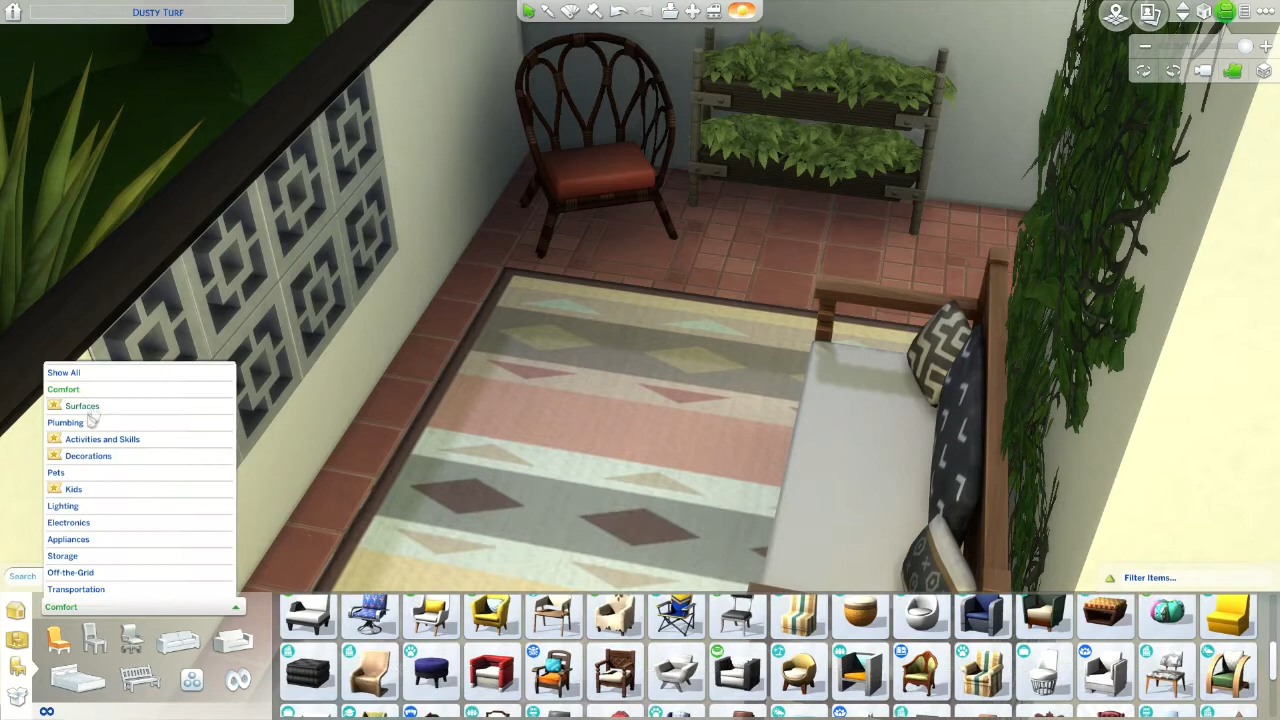 Dusty Turf
Show All
Comfort
Surfaces
Plumbing
Activities and Skills
Decorations
Pets
Kids
Lighting
Electronics
Appliances
Storage
Off-the-Grid
Transportation
Search
Comfort
Filter Items...